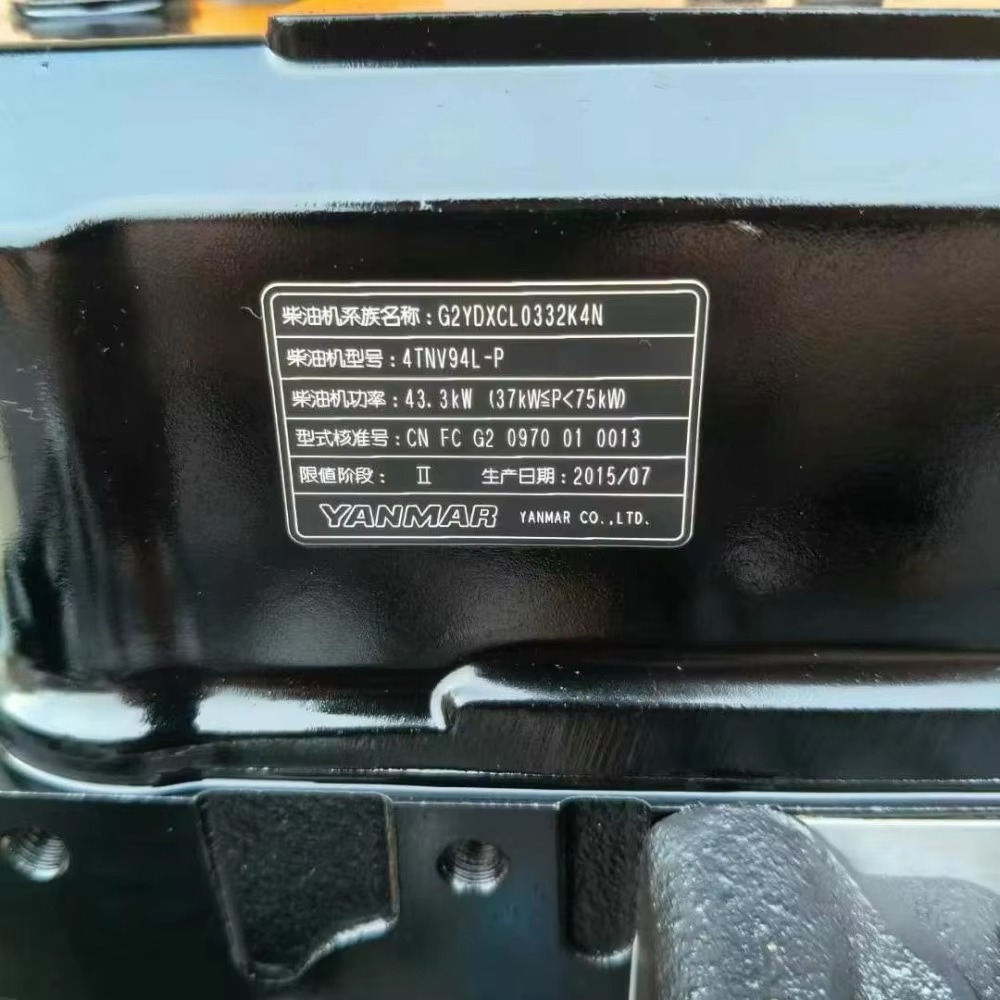 柴油机系族名称：G2YDXCL0332K4N
柴油机型号：4TNV94L-P
柴油机功率：43.3kW (37kW≦P<75kW)
型式核准号：CN FC G2 0970 01 0013
限值阶段： Ⅱ 生产日期：2015/07
YANMAR YANMAR CO.,LTD.